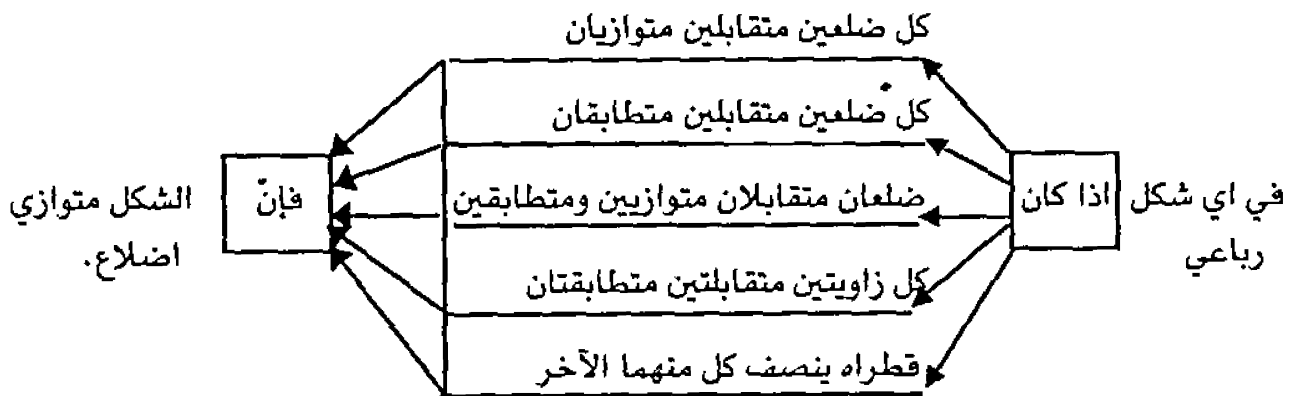 في اي شكل
رباعي
اذا كان
كل ضلعين متقابلين متوازيان
كل ضلعين متقابلين متطابقان
ضلعان متقابلان متوازيين ومتطابقين
كل زاويتين متقابلتين متطابقتان
قطراه ينصف كل منهما الآخر
فإنّ
الشكل متوازي
اضلاع.